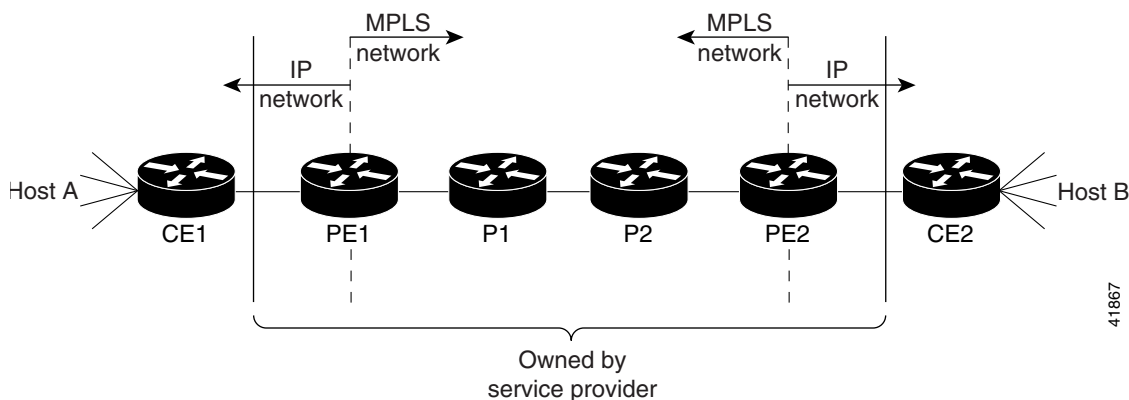 MPLS
network
MPLS
network
IP
network
IP
network
Host A
Host B
CE1
PE1
P1
P2
PE2
CE2
41867
Owned by
service provider